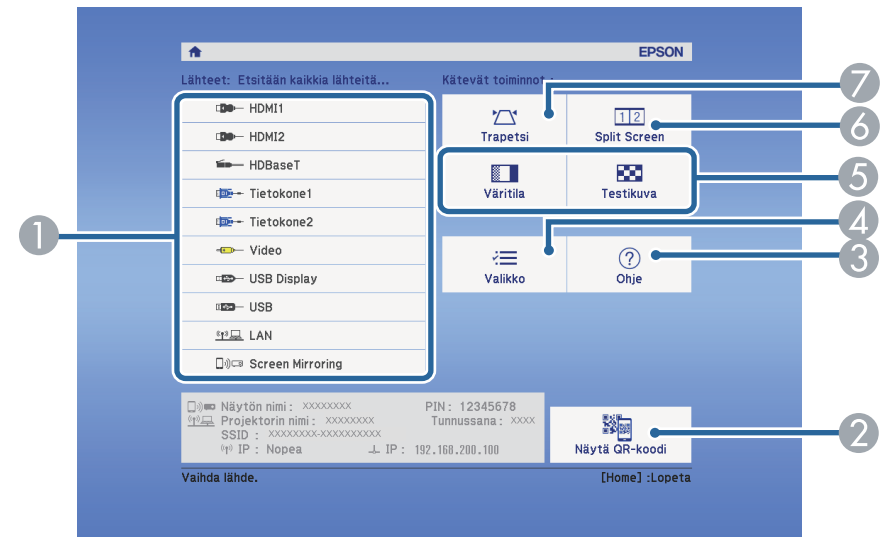 EPSON
Lähteet: Etsitään kaikkia lähteitä...
Kätevät toiminnot :
HDMI1
HDMI2
HDBaseT
Tietokone1
Tietokone2
Video
USB Display
USB
LAN
Screen Mirroring
Trapetsi
1 2
Split Screen
Väritila
Testikuva
Valikko
?
Ohje
Näytön nimi : XXXXXXXX
PIN : 12345678
Projektorin nimi : XXXXXXXX
Tunnussana : XXXX
SSID : XXXXXXXX-XXXXXXXXXX
IP : Nopea
IP : 192.168.200.100
Näytä QR-koodi
Vaihda lähde.
[Home] :Lopeta
1
7
6
5
4
3
2